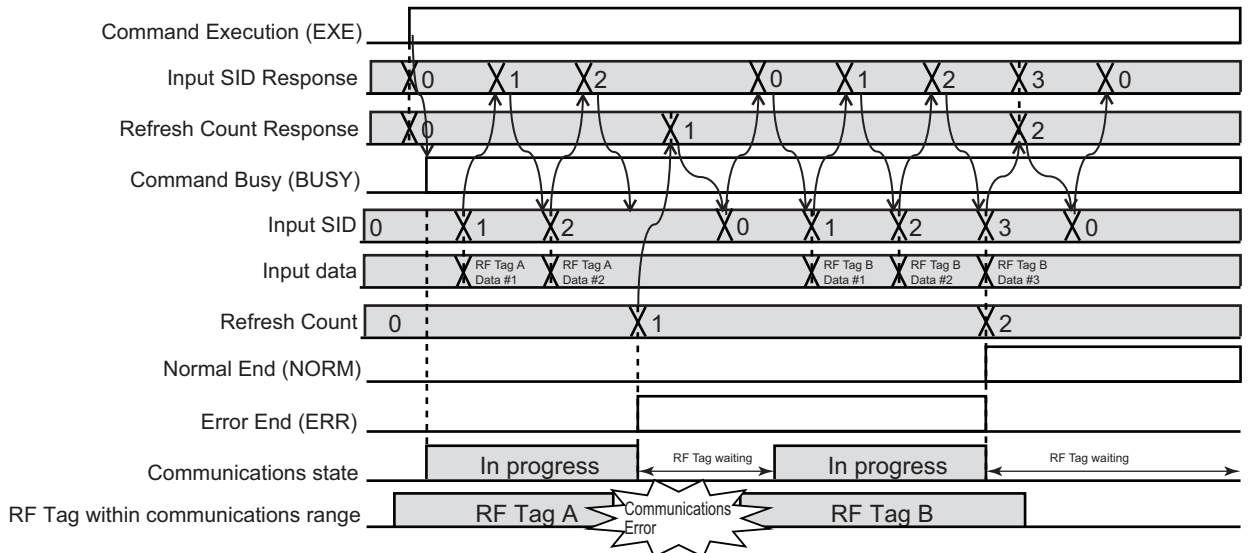 Command Execution (EXE)
Input SID Response 0 1 2 0 1 2 3 0
Refresh Count Response 0 1 2
Command Busy (BUSY)
Input SID 0 1 2 0 1 2 3 0
Input data
RF Tag A
Data #1
RF Tag A
Data #2
RF Tag B
Data #1
RF Tag B
Data #2
RF Tag B
Data #3
Refresh Count 0 1 2
Normal End (NORM)
Error End (ERR)
Communications state In progress RF Tag waiting In progress RF Tag waiting
RF Tag within communications range RF Tag A
Communications
Error
RF Tag B